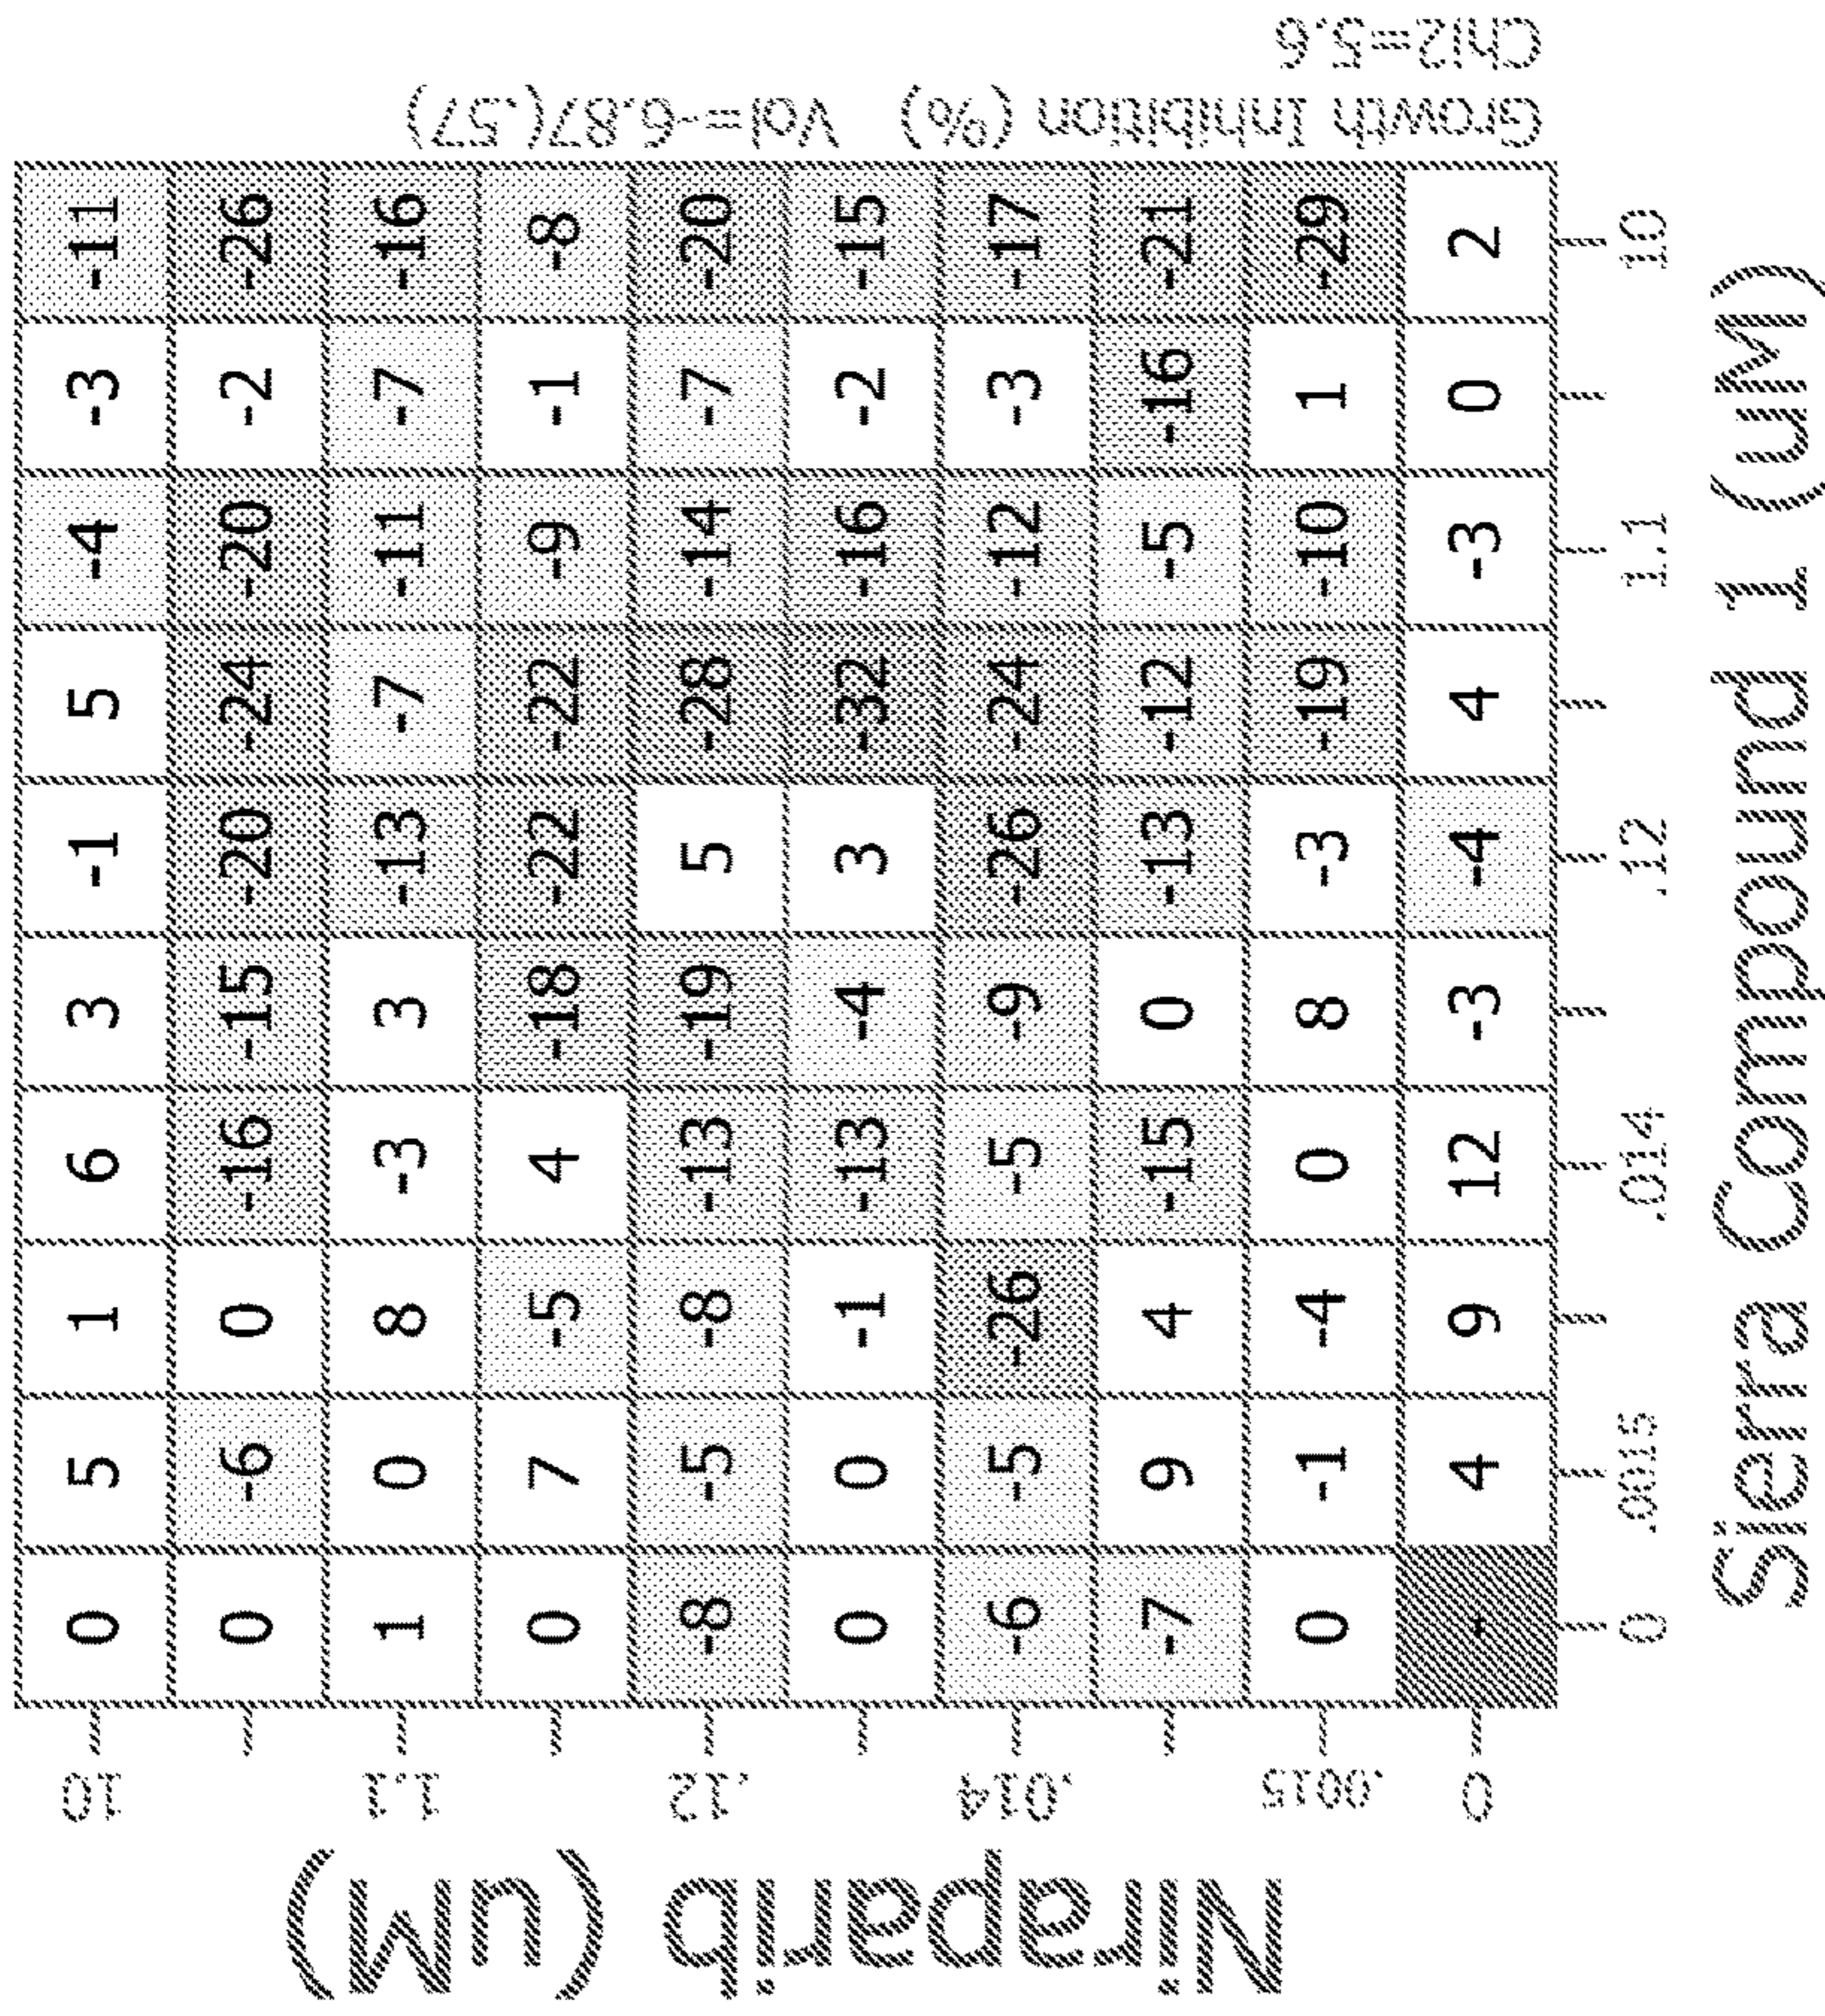 Niraparib (uM)
10 0 5 1 6 3 -1 5 -4 -3 -11
0 -6 0 -16 -15 -20 -24 -20 -2 -26
1.1 1 0 8 -3 3 -13 -7 -11 -7 -16
0 7 -5 4 -18 -22 -22 -9 -1 -8
.12 -8 -5 -8 -13 -19 5 -28 -14 -7 -20
0 0 -1 -13 -4 3 -32 -16 -2 -15
.014 -6 -5 -26 -5 -9 -26 -24 -12 -3 -17
-7 9 4 -15 0 -13 -12 -5 -16 -21
.0015 0 -1 -4 0 8 -3 -19 -10 1 -29
0 - 4 9 12 -3 -4 4 -3 0 2
0 .0015 .014 .12 1.1 10
Sierra Compound 1 (uM)
Growth Inhibition (%) Vol=-6.87(.57)
Chi2=5.6